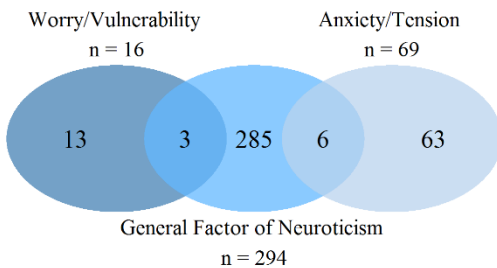 Worry/Vulnerability
n = 16
Anxiety/Tension
n = 69
13
3
285
6
63
General Factor of Neuroticism
n = 294